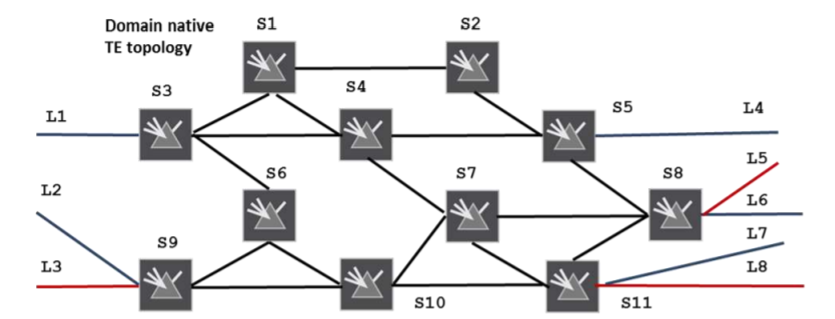 Domain native
TE topology
S1
S2
S3
S4
S5
L1
L4
L5
L2
S6
S7
S8
L6
L7
S9
L3
L8
S10
S11